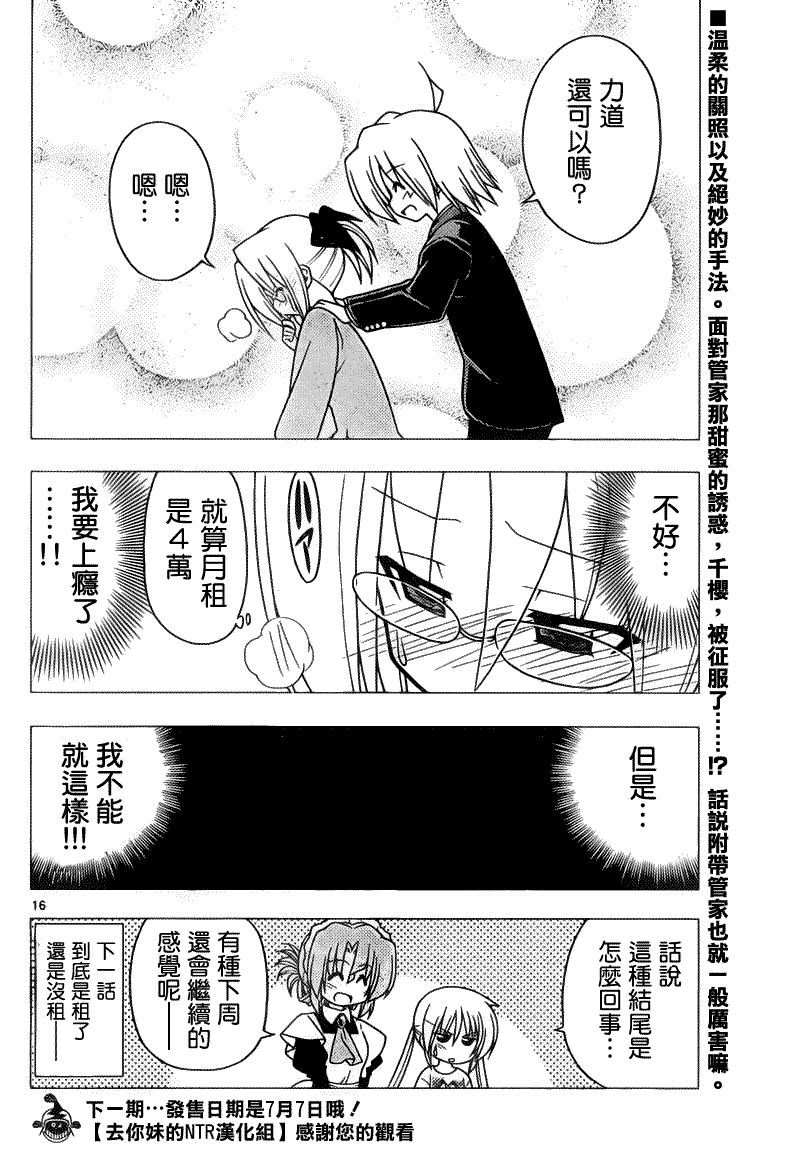 ■溫柔的關照以及絕妙的手法。面對管家那甜蜜的誘惑，千櫻，被征服了……!? 話說附帶管家也就一般厲害嘛。
力道
還可以嗎？
嗯…
嗯…
不好…
就算月租
是4萬
我要上癮了
……!!
但是…
我不能
就這樣!!!
16
話說
這種結尾是
怎麼回事…
有種下周
還會繼續的
感覺呢——
下一話
到底是租了
還是沒租——
下一期…發售日期是7月7日哦！
【去你妹的NTR漢化組】感謝您的觀看